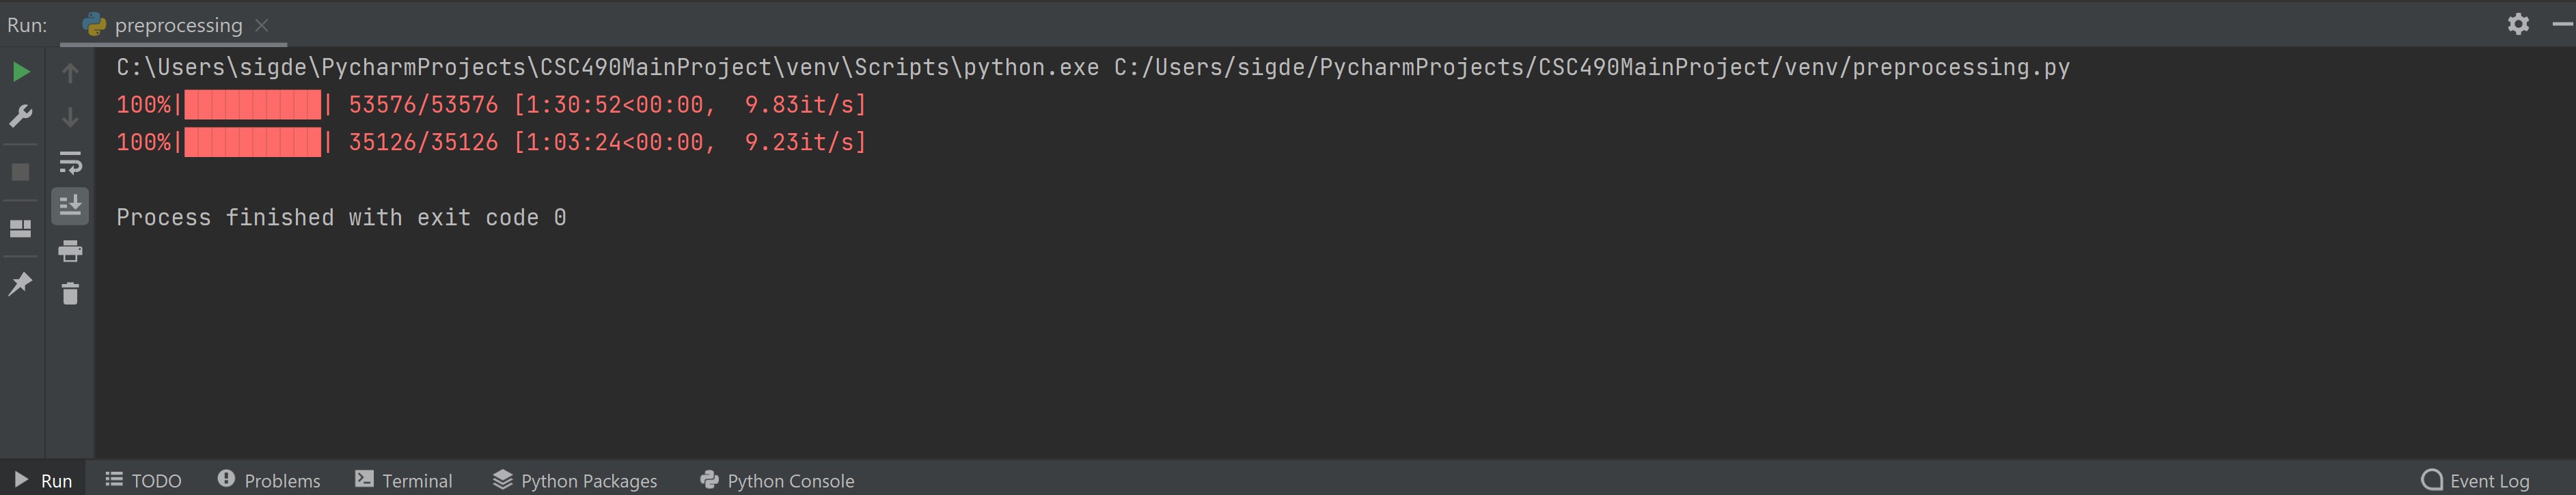 Run: preprocessing
C:\Users\sigde\PycharmProjects\CSC490MainProject\venv\Scripts\python.exe C:/Users/sigde/PycharmProjects/CSC490MainProject/venv/preprocessing.py
100%|██████████| 53576/53576 [1:30:52<00:00,  9.83it/s]
100%|██████████| 35126/35126 [1:03:24<00:00,  9.23it/s]
Process finished with exit code 0
Run TODO Problems Terminal Python Packages Python Console Event Log